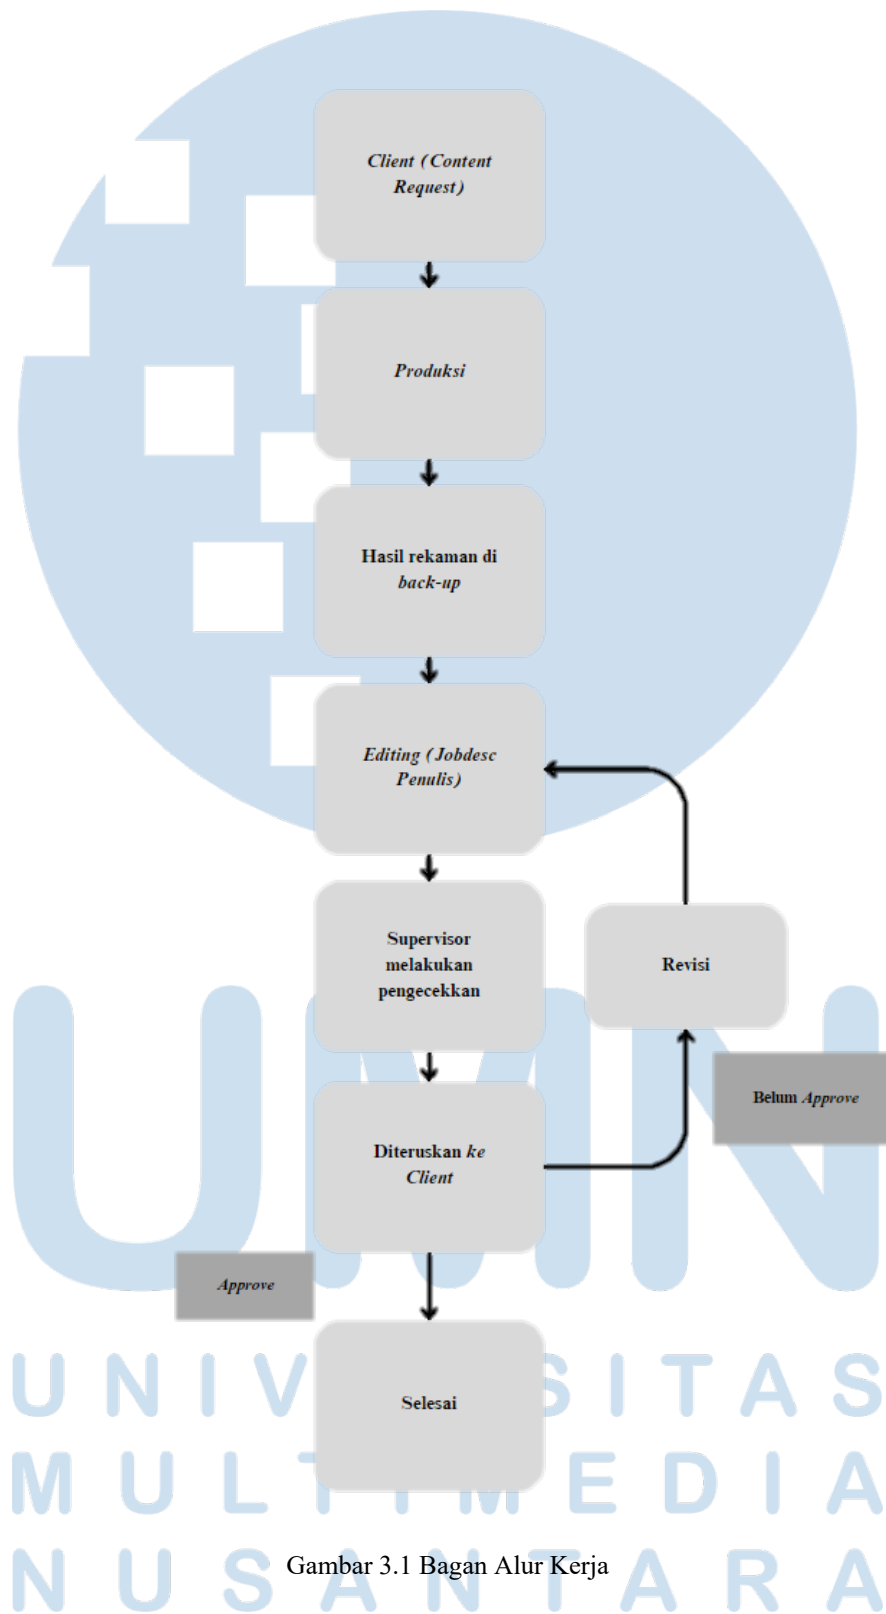 Client (Content
Request)
Produksi
Hasil rekaman di
back-up
Editing (Jobdesc
Penulis)
Supervisor
melakukan
pengecekkan
Revisi
Belum Approve
Diteruskan ke
Client
Approve
Selesai
UMN
UNIVERSITAS
MULTIMEDIA
NUSANTARA
Gambar 3.1 Bagan Alur Kerja